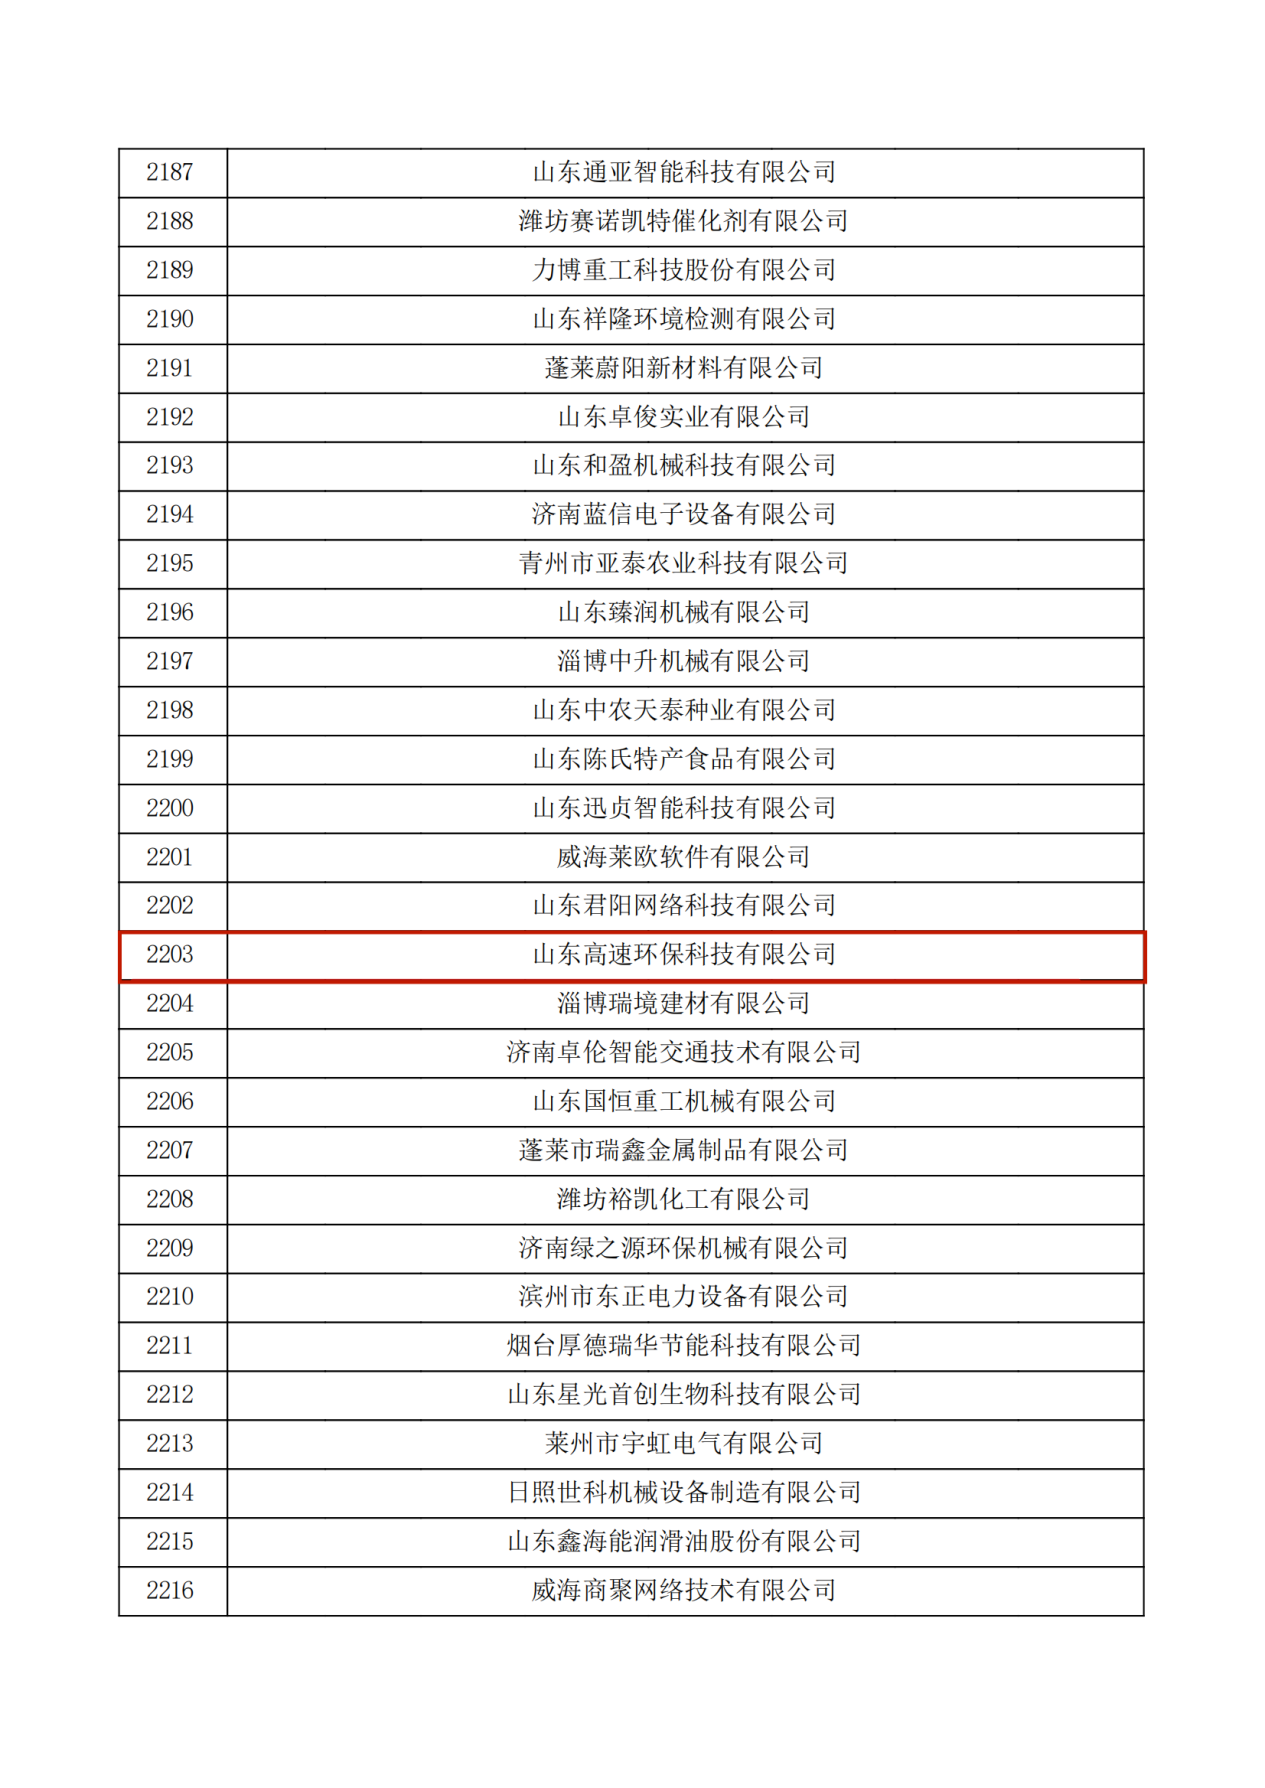 2187 山东通亚智能科技有限公司
2188 潍坊赛诺凯特催化剂有限公司
2189 力博重工科技股份有限公司
2190 山东祥隆环境检测有限公司
2191 蓬莱蔚阳新材料有限公司
2192 山东卓俊实业有限公司
2193 山东和盈机械科技有限公司
2194 济南蓝信电子设备有限公司
2195 青州市亚泰农业科技有限公司
2196 山东臻润机械有限公司
2197 淄博中升机械有限公司
2198 山东中农天泰种业有限公司
2199 山东陈氏特产食品有限公司
2200 山东迅贞智能科技有限公司
2201 威海莱欧软件有限公司
2202 山东君阳网络科技有限公司
2203 山东高速环保科技有限公司
2204 淄博瑞境建材有限公司
2205 济南卓伦智能交通技术有限公司
2206 山东国恒重工机械有限公司
2207 蓬莱市瑞鑫金属制品有限公司
2208 潍坊裕凯化工有限公司
2209 济南绿之源环保机械有限公司
2210 滨州市东正电力设备有限公司
2211 烟台厚德瑞华节能科技有限公司
2212 山东星光首创生物科技有限公司
2213 莱州市宇虹电气有限公司
2214 日照世科机械设备制造有限公司
2215 山东鑫海能润滑油股份有限公司
2216 威海商聚网络技术有限公司